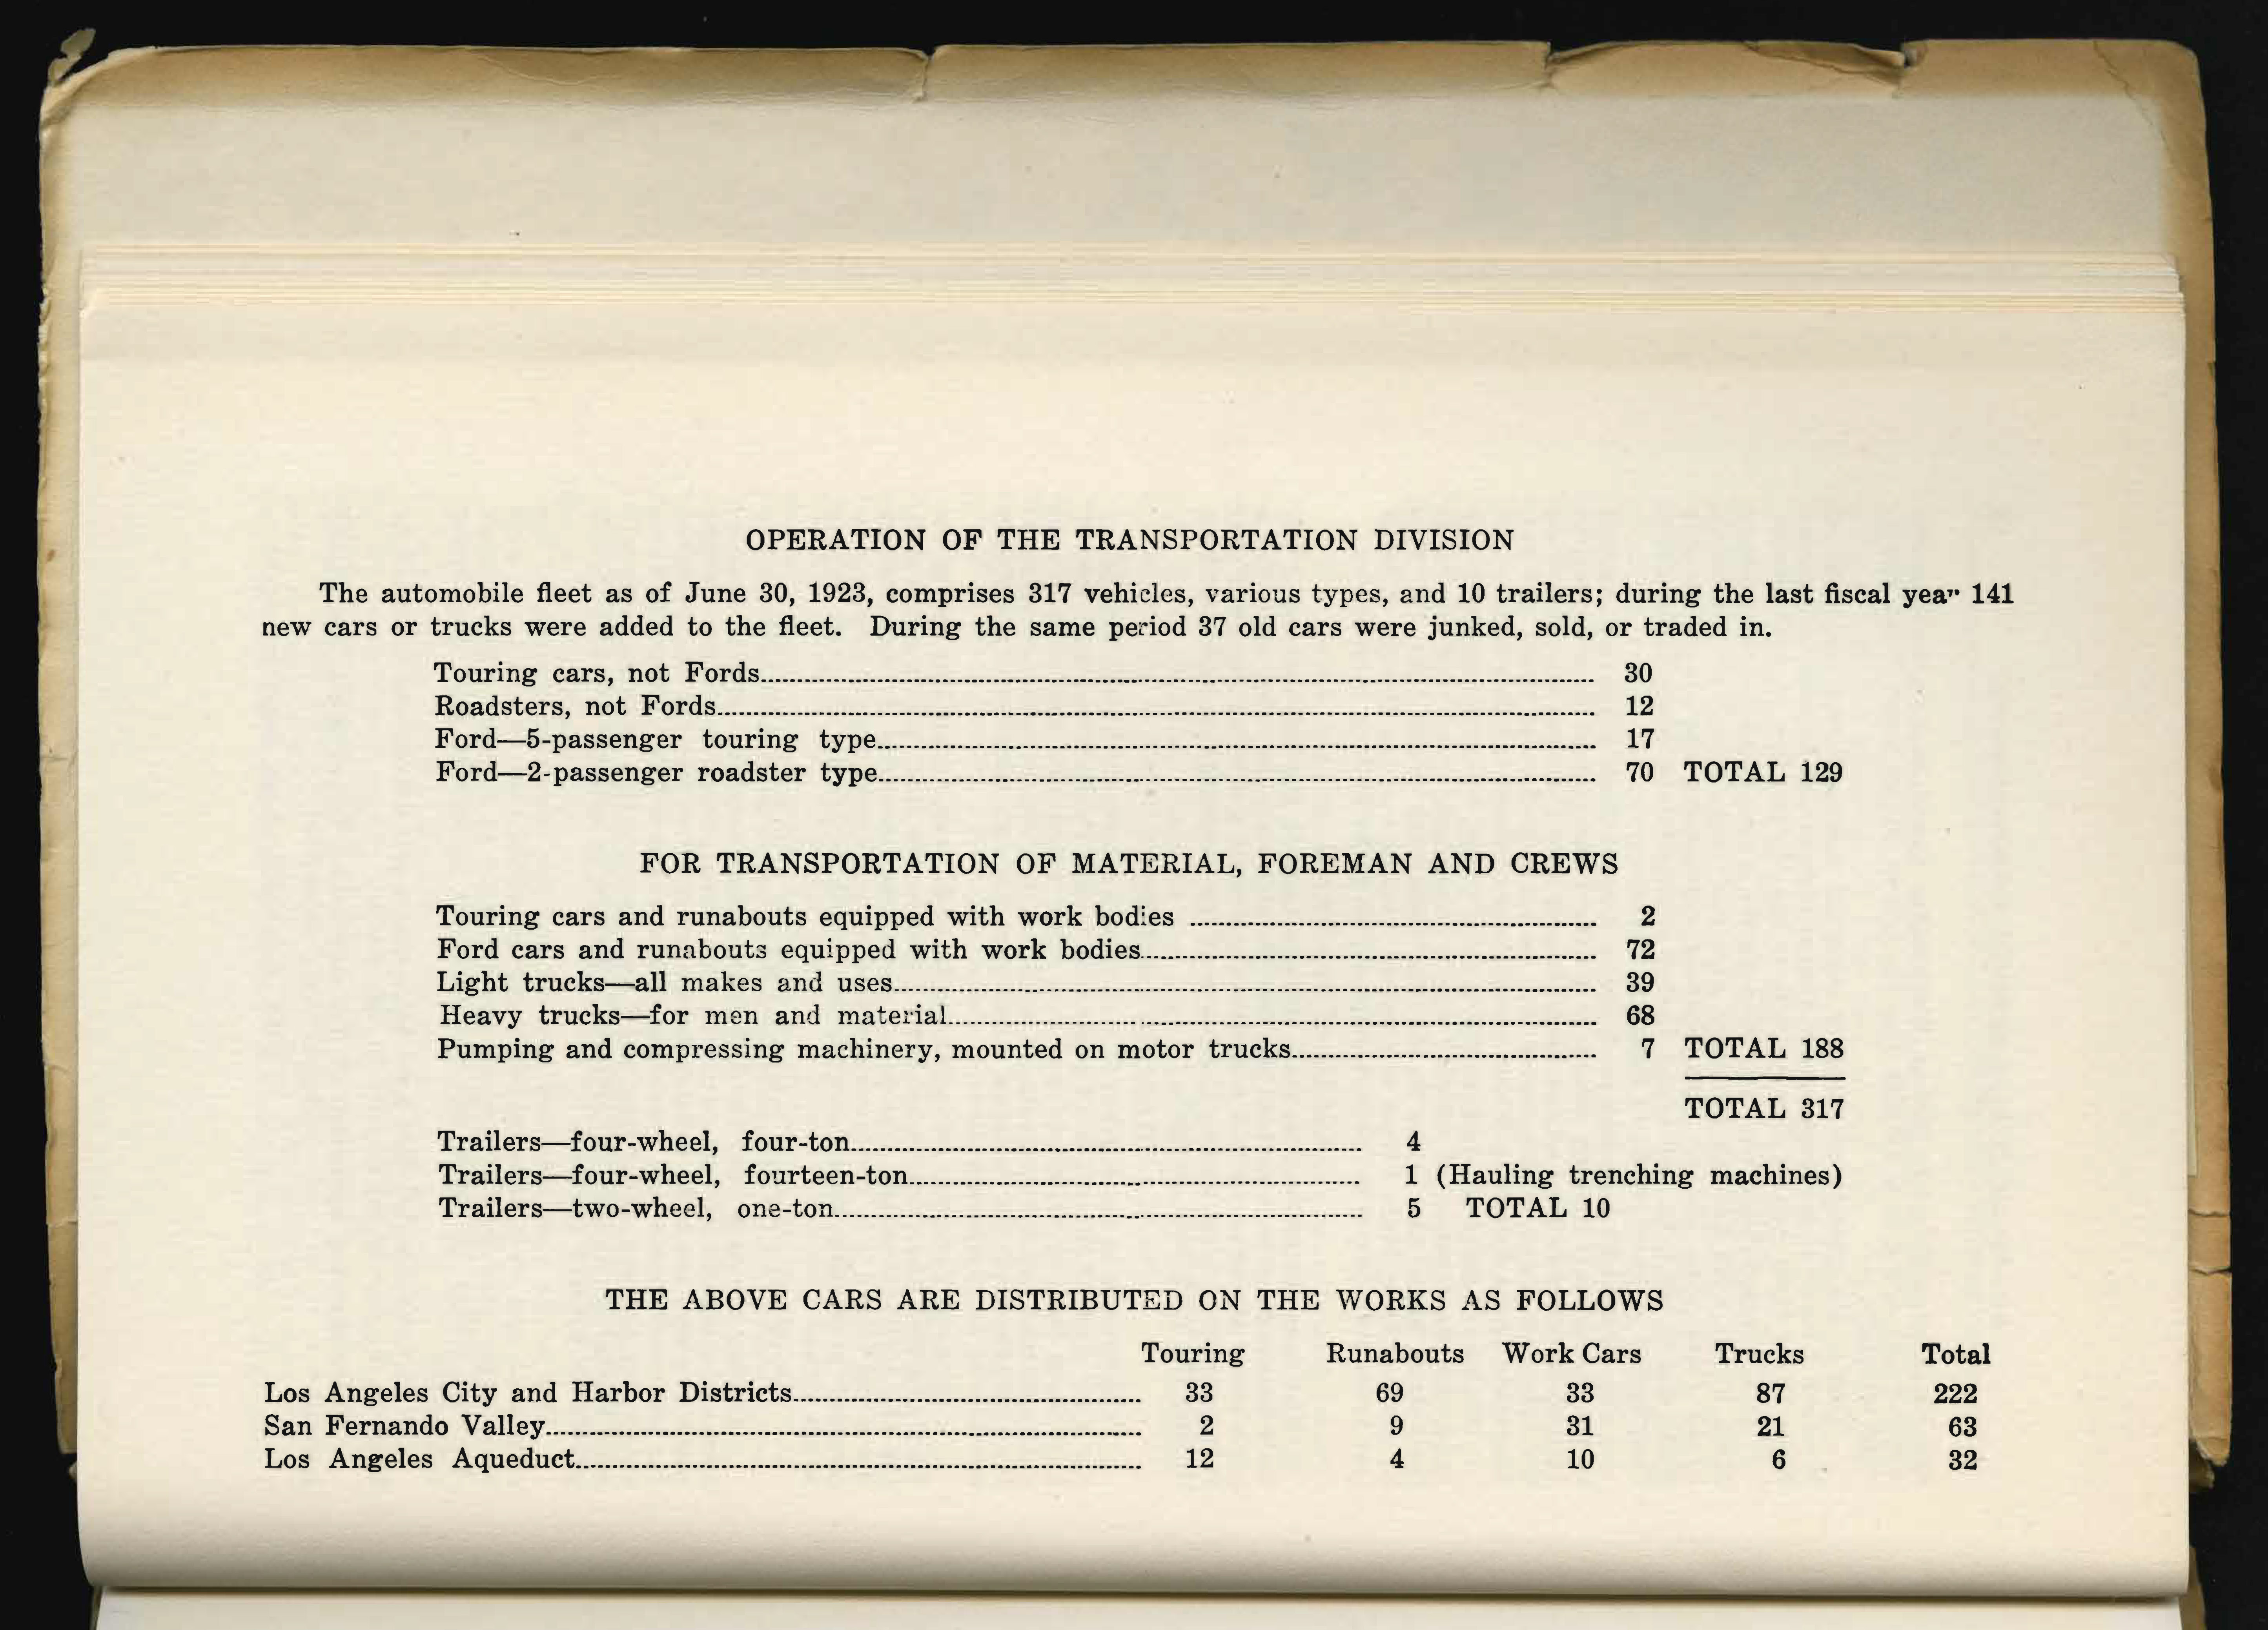 OPERATION OF THE TRANSPORTATION DIVISION
The automobile fleet as of June 30, 1923, comprises 317 vehicles, various types, and 10 trailers; during the last fiscal year 141
new cars or trucks were added to the fleet. During the same period 37 old cars were junked, sold, or traded in.
Touring cars, not Fords 30
Roadsters, not Fords 12
Ford—5-passenger touring type 17
Ford—2-passenger roadster type 70 TOTAL 129
FOR TRANSPORTATION OF MATERIAL, FOREMAN AND CREWS
Touring cars and runabouts equipped with work bodies 2
Ford cars and runabouts equipped with work bodies 72
Light trucks—all makes and uses 39
Heavy trucks—for men and material 68
Pumping and compressing machinery, mounted on motor trucks 7 TOTAL 188
TOTAL 317
Trailers—four-wheel, four-ton 4
Trailers—four-wheel, fourteen-ton 1 (Hauling trenching machines)
Trailers—two-wheel, one-ton 5 TOTAL 10
THE ABOVE CARS ARE DISTRIBUTED ON THE WORKS AS FOLLOWS
Touring Runabouts Work Cars Trucks Total
Los Angeles City and Harbor Districts 33 69 33 87 222
San Fernando Valley 2 9 31 21 63
Los Angeles Aqueduct 12 4 10 6 32